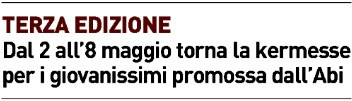 TERZA EDIZIONE
Dal 2 all’8 maggio torna la kermesse
per i giovanissimi promossa dall’Abi